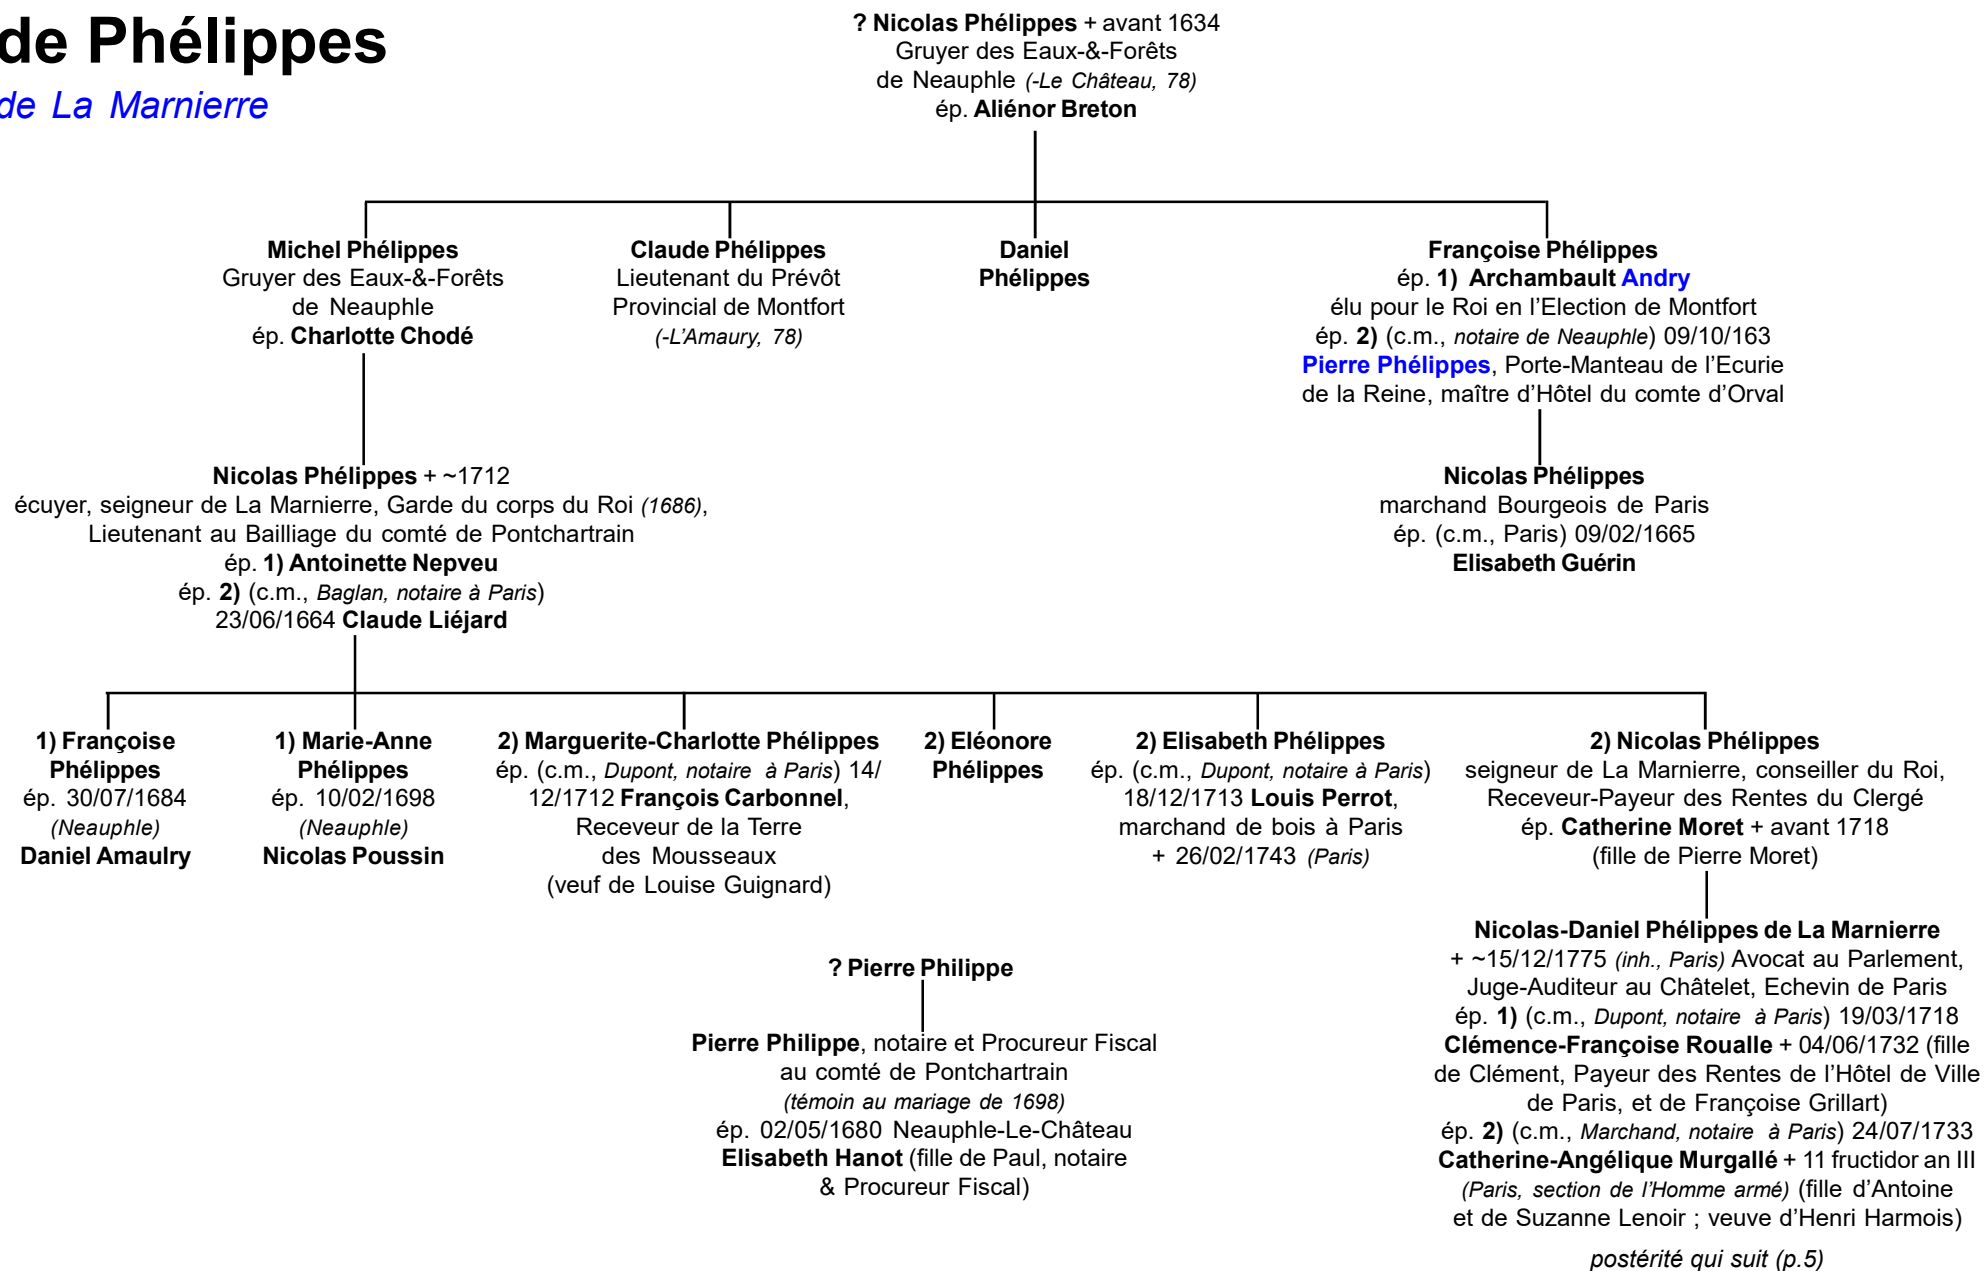 de Phélippes
de La Marnierre
? Nicolas Phélippes + avant 1634
Gruyer des Eaux-&-Forêts
de Neauphle (-Le Château, 78)
ép. Aliénor Breton
Michel Phélippes
Gruyer des Eaux-&-Forêts
de Neauphle
ép. Charlotte Chodé
Claude Phélippes
Lieutenant du Prévôt
Provincial de Montfort
(-L'Amaury, 78)
Daniel
Phélippes
Françoise Phélippes
ép. 1) Archambault Andry
élu pour le Roi en l'Election de Montfort
ép. 2) (c.m., notaire de Neauphle) 09/10/163
Pierre Phélippes, Porte-Manteau de l'Ecurie
de la Reine, maître d'Hôtel du comte d'Orval
Nicolas Phélippes + ~1712
écuyer, seigneur de La Marnierre, Garde du corps du Roi (1686),
Lieutenant au Bailliage du comté de Pontchartrain
ép. 1) Antoinette Nepveu
ép. 2) (c.m., Baglan, notaire à Paris)
23/06/1664 Claude Liéjard
Nicolas Phélippes
marchand Bourgeois de Paris
ép. (c.m., Paris) 09/02/1665
Elisabeth Guérin
1) Françoise
Phélippes
ép. 30/07/1684
(Neauphle)
Daniel Amaulry
1) Marie-Anne
Phélippes
ép. 10/02/1698
(Neauphle)
Nicolas Poussin
2) Marguerite-Charlotte Phélippes
ép. (c.m., Dupont, notaire à Paris) 14/
12/1712 François Carbonnel,
Receveur de la Terre
des Mousseaux
(veuf de Louise Guignard)
2) Eléonore
Phélippes
2) Elisabeth Phélippes
ép. (c.m., Dupont, notaire à Paris)
18/12/1713 Louis Perrot,
marchand de bois à Paris
+ 26/02/1743 (Paris)
2) Nicolas Phélippes
seigneur de La Marnierre, conseiller du Roi,
Receveur-Payeur des Rentes du Clergé
ép. Catherine Moret + avant 1718
(fille de Pierre Moret)
Nicolas-Daniel Phélippes de La Marnierre
+ ~15/12/1775 (inh., Paris) Avocat au Parlement,
Juge-Auditeur au Châtelet, Echevin de Paris
ép. 1) (c.m., Dupont, notaire à Paris) 19/03/1718
Clémence-Françoise Roualle + 04/06/1732 (fille
de Clément, Payeur des Rentes de l'Hôtel de Ville
de Paris, et de Françoise Grillart)
ép. 2) (c.m., Marchand, notaire à Paris) 24/07/1733
Catherine-Angélique Murgallé + 11 fructidor an III
(Paris, section de l'Homme armé) (fille d'Antoine
et de Suzanne Lenoir ; veuve d'Henri Harmois)
postérité qui suit (p.5)
? Pierre Philippe
Pierre Philippe, notaire et Procureur Fiscal
au comté de Pontchartrain
(témoin au mariage de 1698)
ép. 02/05/1680 Neauphle-Le-Château
Elisabeth Hanot (fille de Paul, notaire
& Procureur Fiscal)